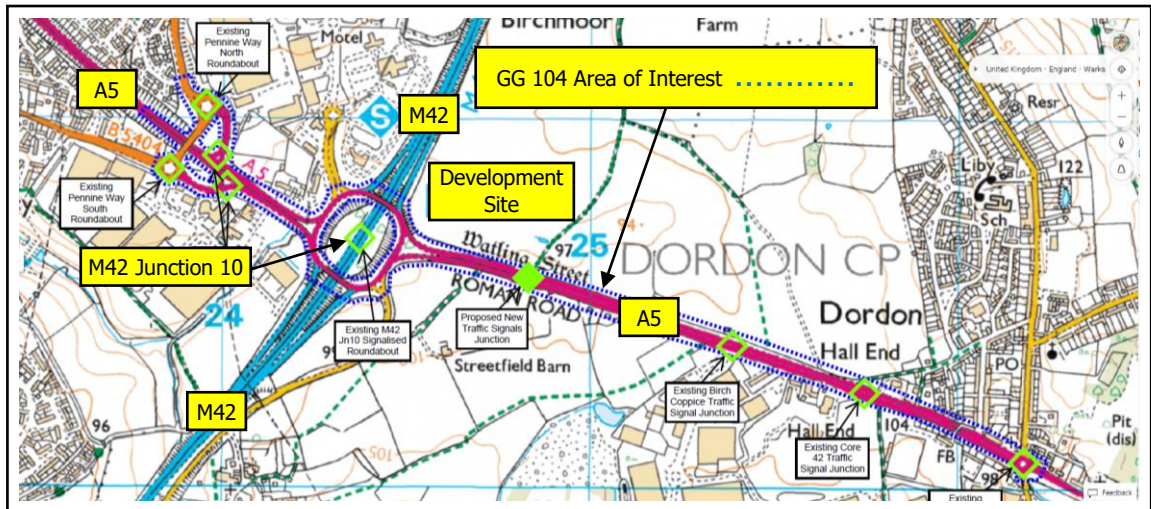 BIRCHMOOR
Farm
Existing
Pennine Way
North
Roundabout
Motel
A5
M42
GG 104 Area of Interest
United Kingdom - England - Warks
Resr
B 5404
A 5
S
Development
Site
Liby
122
Sch
Existing
Pennine Way
South
Roundabout
94
97
25
Watling Street
ROMAN ROAD
DORDON CP
M42 Junction 10
24
Proposed New
Traffic Signals
Junction
A5
Dordon
Hall End
Existing M42
Jn10 Signalised
Roundabout
Streetfield Barn
PO
Existing Birch
Coppice Traffic
Signal Junction
M42
96
Hall End
104
Pit
(dis)
105
Existing Core
42 Traffic
Signal Junction
FB
98
Existing
Feedback